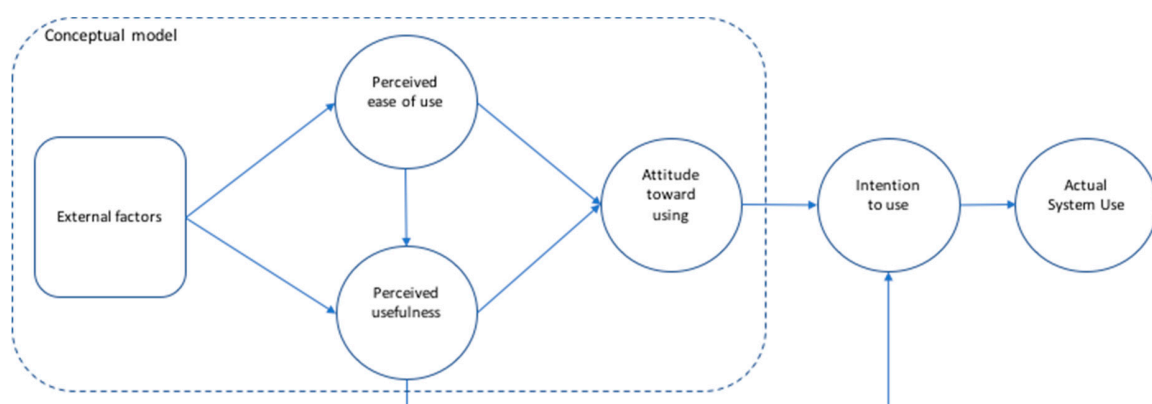 Conceptual model
Perceived
ease of use
External factors
Perceived
usefulness
Attitude
toward
using
Intention
to use
Actual
System Use